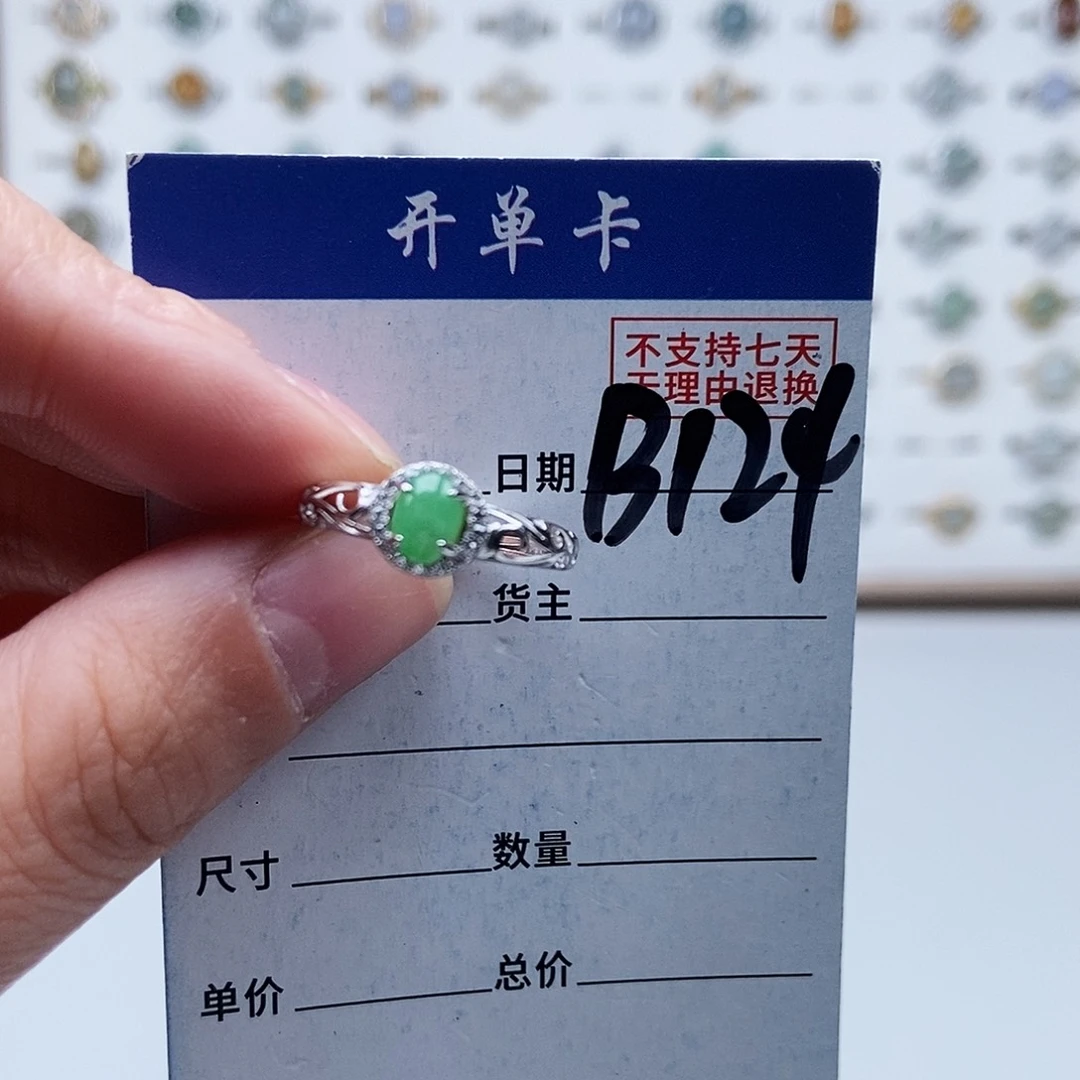 开单卡
不支持七天
无理由退换
日期 B124
货主
尺寸 数量
单价 总价